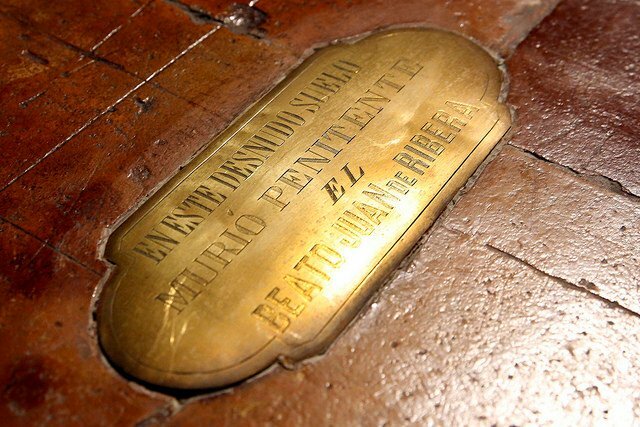 EN ESTE DESNUDO SUELO
MURIÓ PENITENTE
EL
BEATO JUAN DE RIBERA